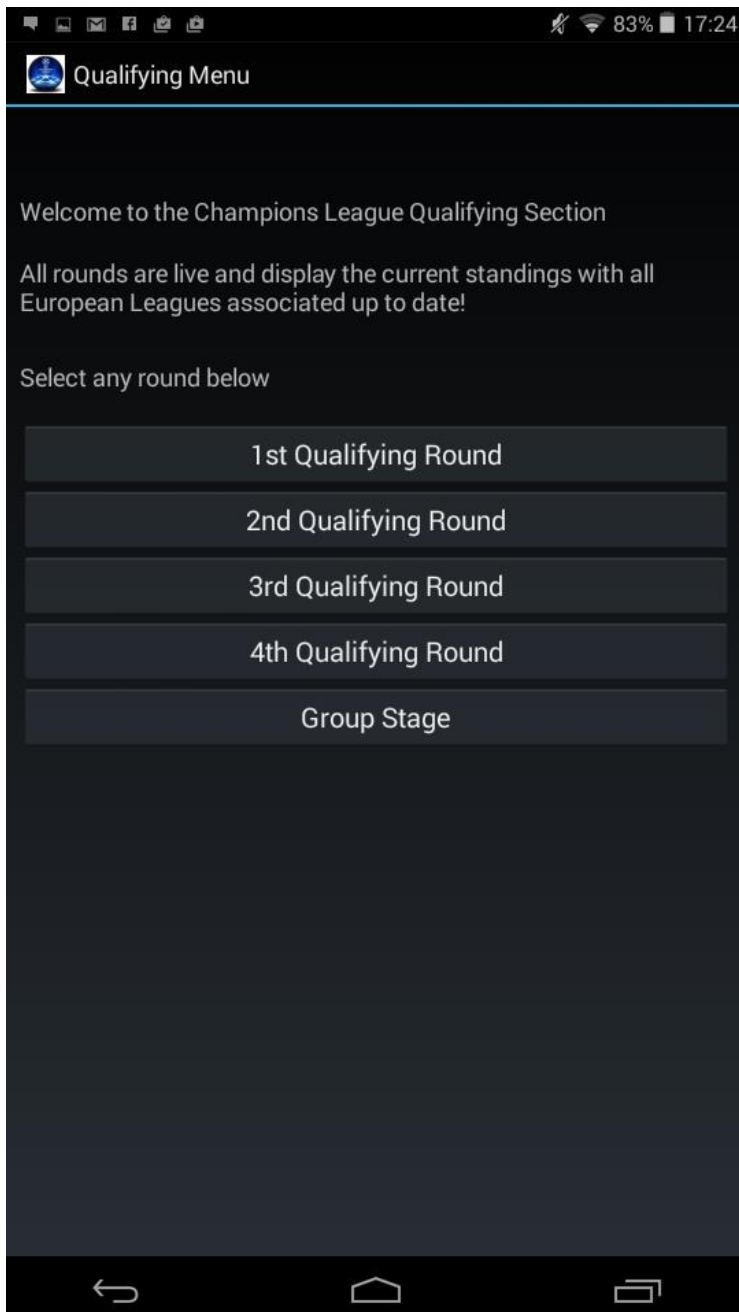 83% 17:24
Qualifying Menu
Welcome to the Champions League Qualifying Section
All rounds are live and display the current standings with all
European Leagues associated up to date!
Select any round below
1st Qualifying Round
2nd Qualifying Round
3rd Qualifying Round
4th Qualifying Round
Group Stage